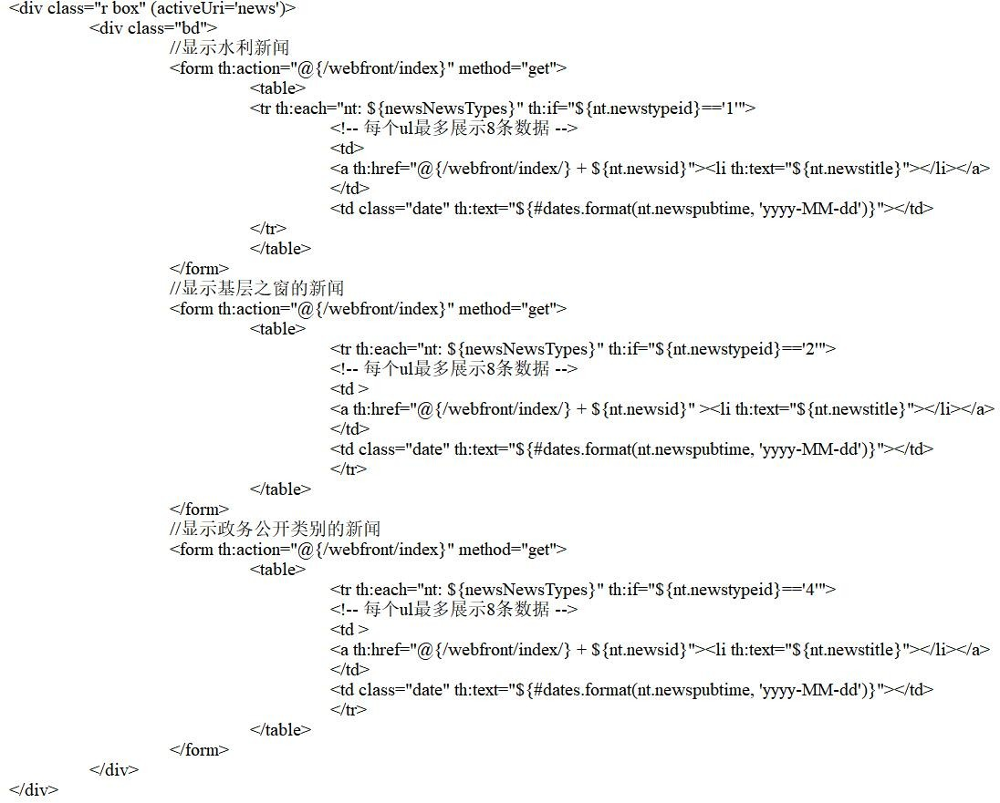 <div class="r box" (activeUri='news')>
<div class="bd">
//显示水利新闻
<form th:action="@{/webfront/index}" method="get">
<table>
<tr th:each="nt: ${newsNewsTypes}" th:if="${nt.newstypeid}=='1'">
<!-- 每个ul最多展示8条数据 -->
<td>
<a th:href="@{/webfront/index/} + ${nt.newsid}"><li th:text="${nt.newstitle}"></li></a>
</td>
<td class="date" th:text="${#dates.format(nt.newspubtime, 'yyyy-MM-dd')}"></td>
</tr>
</table>
</form>
//显示基层之窗的新闻
<form th:action="@{/webfront/index}" method="get">
<table>
<tr th:each="nt: ${newsNewsTypes}" th:if="${nt.newstypeid}=='2'">
<!-- 每个ul最多展示8条数据 -->
<td >
<a th:href="@{/webfront/index/} + ${nt.newsid}" ><li th:text="${nt.newstitle}"></li></a>
</td>
<td class="date" th:text="${#dates.format(nt.newspubtime, 'yyyy-MM-dd')}"></td>
</tr>
</table>
</form>
//显示政务公开类别的新闻
<form th:action="@{/webfront/index}" method="get">
<table>
<tr th:each="nt: ${newsNewsTypes}" th:if="${nt.newstypeid}=='4'">
<!-- 每个ul最多展示8条数据 -->
<td >
<a th:href="@{/webfront/index/} + ${nt.newsid}"><li th:text="${nt.newstitle}"></li></a>
</td>
<td class="date" th:text="${#dates.format(nt.newspubtime, 'yyyy-MM-dd')}"></td>
</tr>
</table>
</form>
</div>
</div>